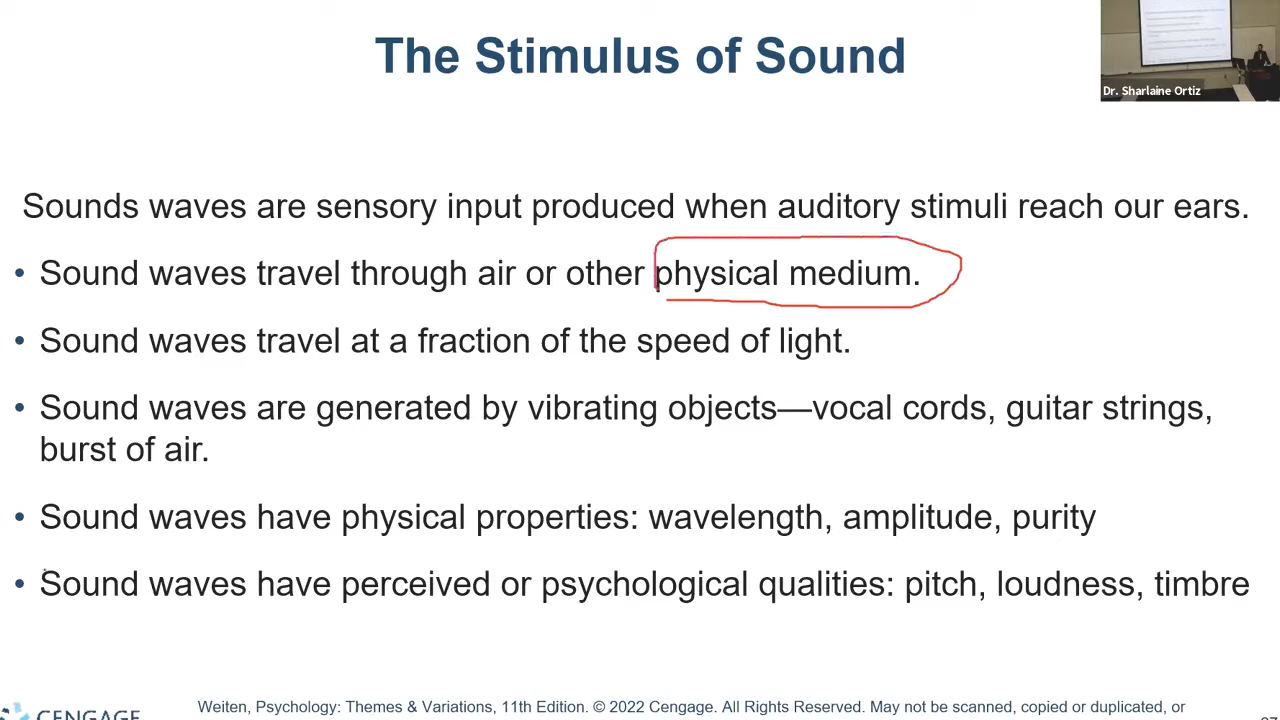 The Stimulus of Sound
Dr. Sharlaine Ortiz
Sounds waves are sensory input produced when auditory stimuli reach our ears.
• Sound waves travel through air or other physical medium.
• Sound waves travel at a fraction of the speed of light.
• Sound waves are generated by vibrating objects—vocal cords, guitar strings,
burst of air.
• Sound waves have physical properties: wavelength, amplitude, purity
• Sound waves have perceived or psychological qualities: pitch, loudness, timbre
CENGAGE
Weiten, Psychology: Themes & Variations, 11th Edition. © 2022 Cengage. All Rights Reserved. May not be scanned, copied or duplicated, or